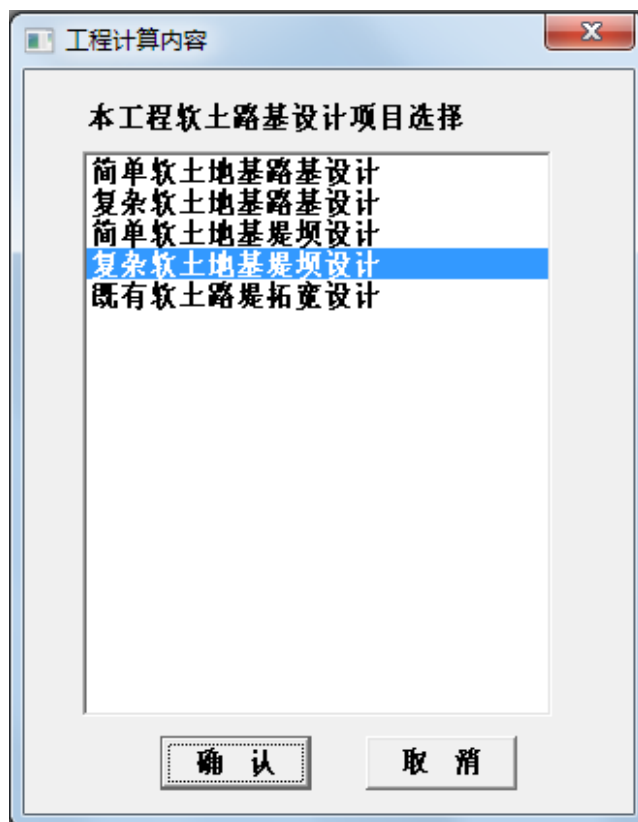 工程计算内容
本工程软土路基设计项目选择
简单软土地基路基设计
复杂软土地基路基设计
简单软土地基堤坝设计
复杂软土地基堤坝设计
既有软土路堤拓宽设计
确 认
取 消